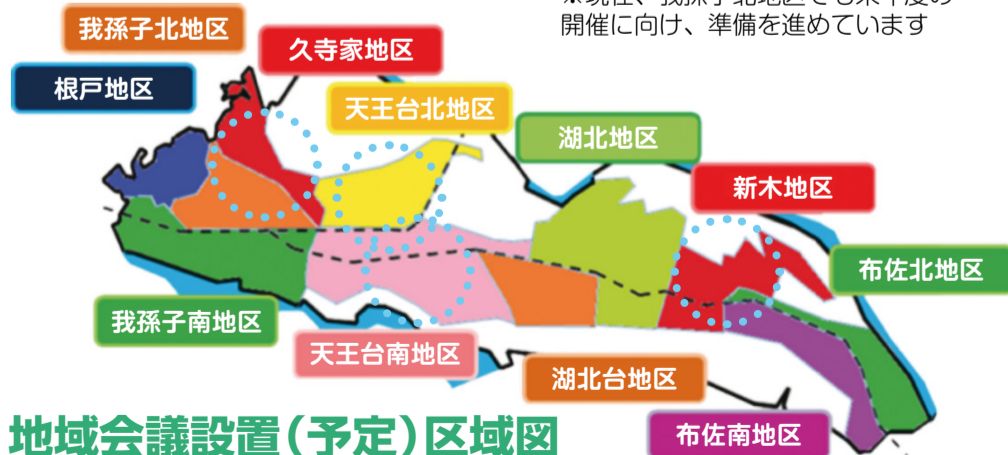 開催に向け、準備を進めています
我孫子北地区
久寺家地区
根戸地区
天王台北地区
湖北地区
新木地区
布佐北地区
我孫子南地区
天王台南地区
湖北台地区
布佐南地区
地域会議設置(予定)区域図